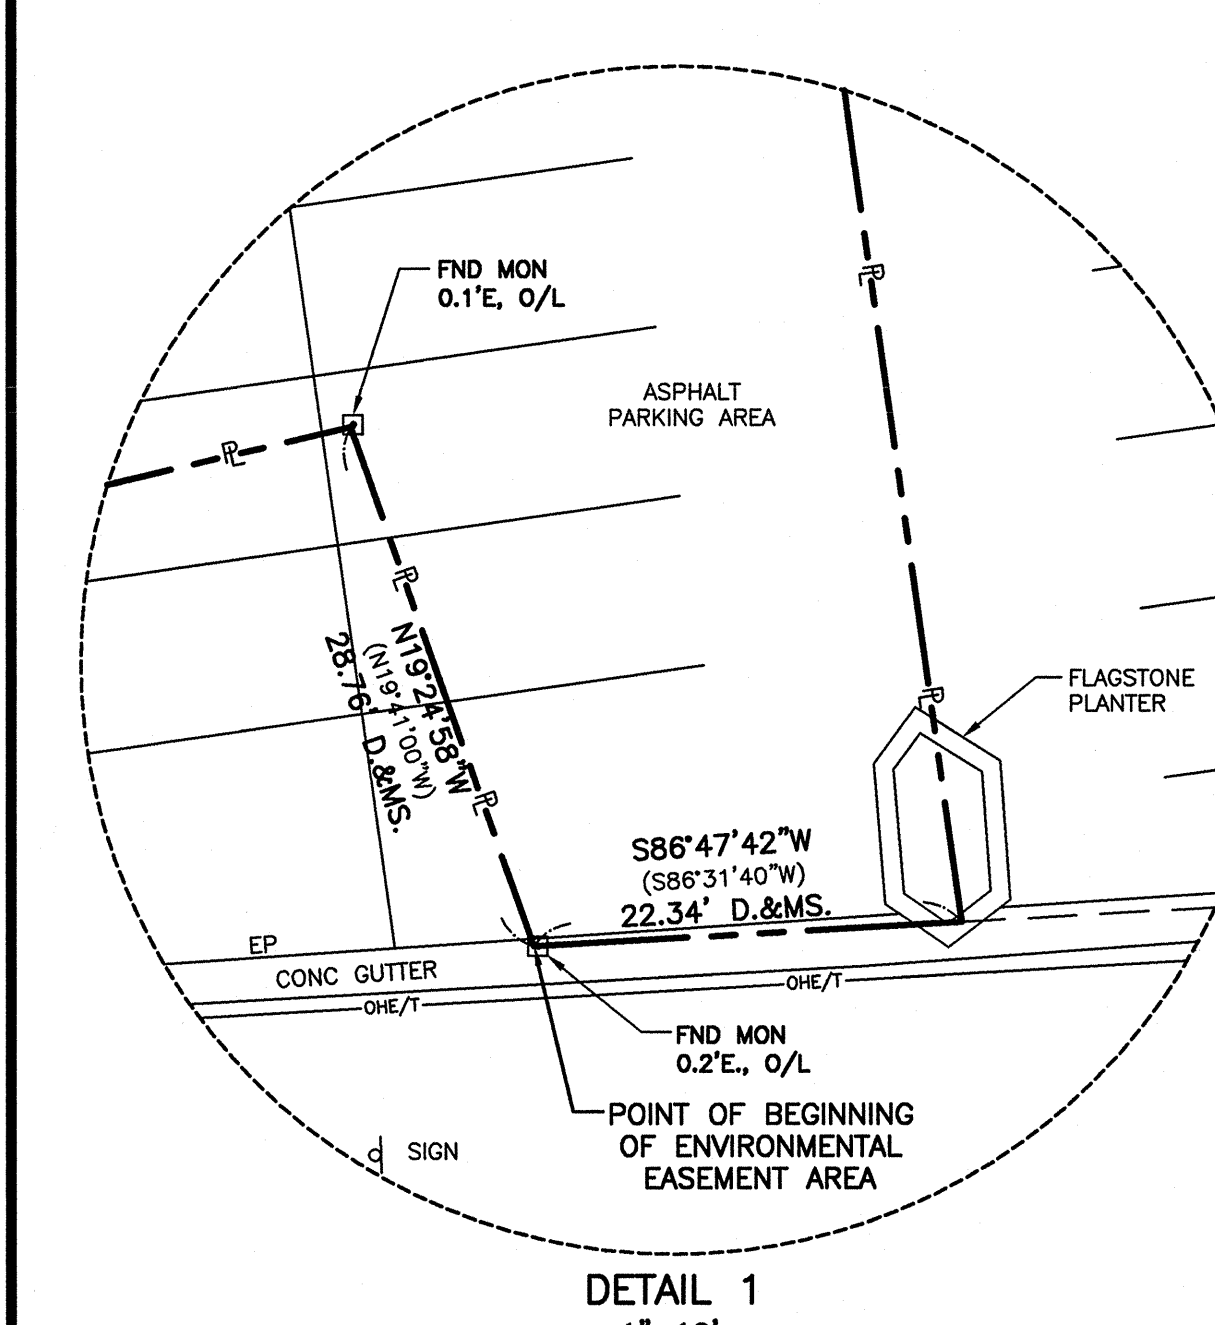 FND MON
0.1'E, O/L
ASPHALT
PARKING AREA
PL
PL
PL
N19°24'58"W
(N19°41'00"W)
28.76' D.&MS.
PL
PL
FLAGSTONE
PLANTER
S86°47'42"W
(S86°31'40"W)
22.34' D.&MS.
EP
CONC GUTTER
OHE/T
OHE/T
FND MON
0.2'E., O/L
POINT OF BEGINNING
OF ENVIRONMENTAL
EASEMENT AREA
SIGN
DETAIL 1